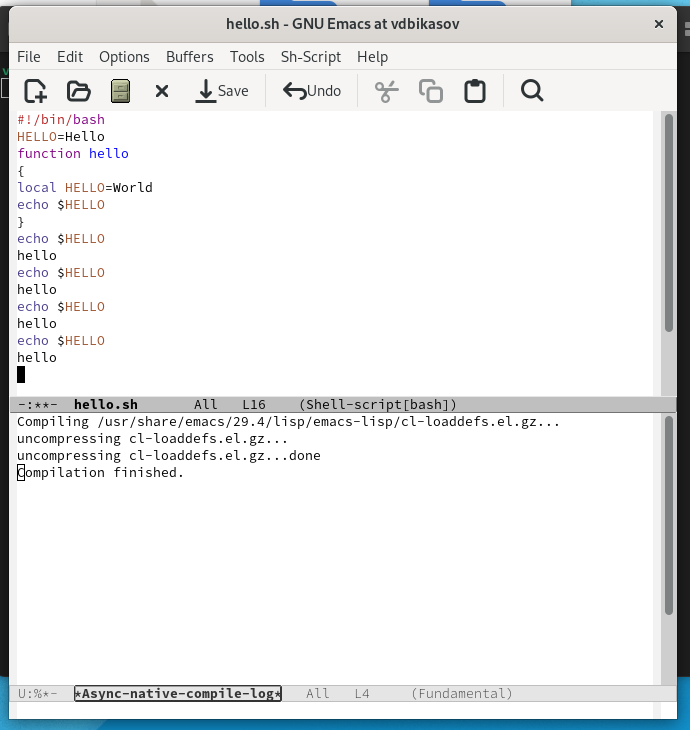 hello.sh - GNU Emacs at vdbikasov
File Edit Options Buffers Tools Sh-Script Help
Save Undo
#!/bin/bash
HELLO=Hello
function hello
{
local HELLO=World
echo $HELLO
}
echo $HELLO
hello
echo $HELLO
hello
echo $HELLO
hello
echo $HELLO
hello
-:**-  hello.sh       All   L16    (Shell-script[bash])
Compiling /usr/share/emacs/29.4/lisp/emacs-lisp/cl-loaddefs.el.gz...
uncompressing cl-loaddefs.el.gz...
uncompressing cl-loaddefs.el.gz...done
Compilation finished.
U:%*-  *Async-native-compile-log*   All   L4     (Fundamental)